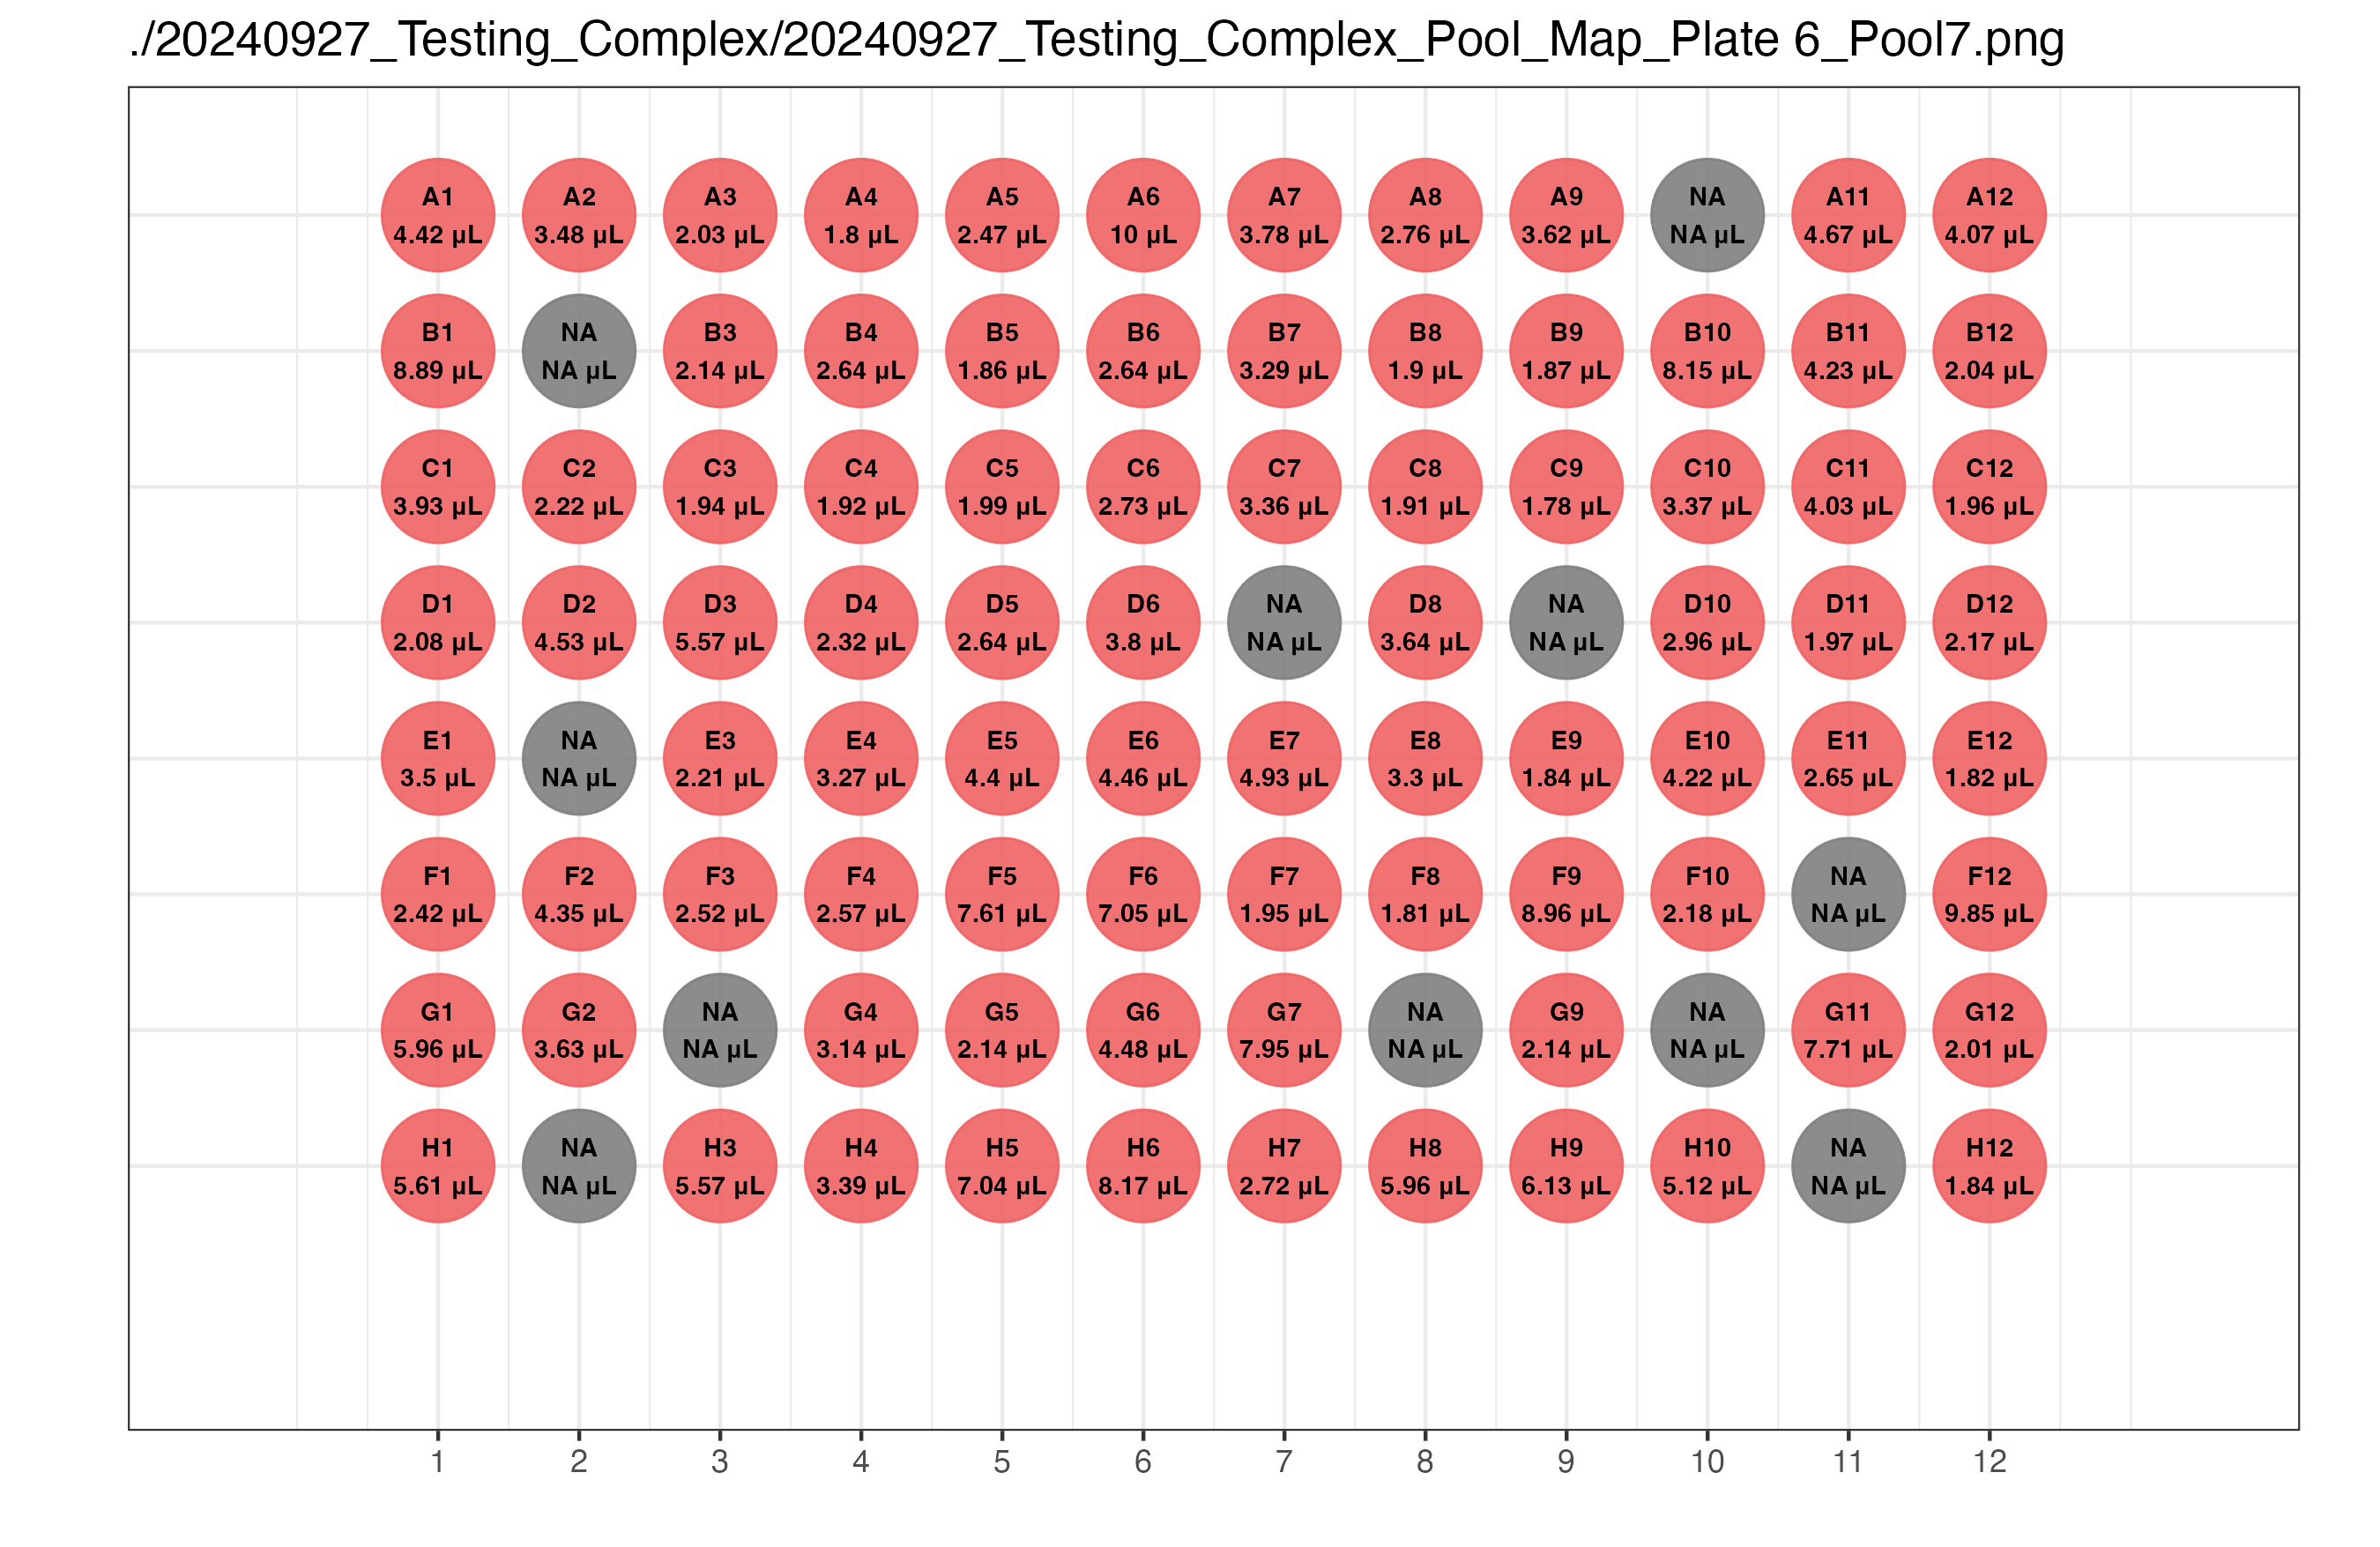 ./20240927_Testing_Complex/20240927_Testing_Complex_Pool_Map_Plate 6_Pool7.png
A1 A2 A3 A4 A5 A6 A7 A8 A9 NA A11 A12
4.42 µL 3.48 µL 2.03 µL 1.8 µL 2.47 µL 10 µL 3.78 µL 2.76 µL 3.62 µL NA µL 4.67 µL 4.07 µL
B1 NA B3 B4 B5 B6 B7 B8 B9 B10 B11 B12
8.89 µL NA µL 2.14 µL 2.64 µL 1.86 µL 2.64 µL 3.29 µL 1.9 µL 1.87 µL 8.15 µL 4.23 µL 2.04 µL
C1 C2 C3 C4 C5 C6 C7 C8 C9 C10 C11 C12
3.93 µL 2.22 µL 1.94 µL 1.92 µL 1.99 µL 2.73 µL 3.36 µL 1.91 µL 1.78 µL 3.37 µL 4.03 µL 1.96 µL
D1 D2 D3 D4 D5 D6 NA D8 NA D10 D11 D12
2.08 µL 4.53 µL 5.57 µL 2.32 µL 2.64 µL 3.8 µL NA µL 3.64 µL NA µL 2.96 µL 1.97 µL 2.17 µL
E1 NA E3 E4 E5 E6 E7 E8 E9 E10 E11 E12
3.5 µL NA µL 2.21 µL 3.27 µL 4.4 µL 4.46 µL 4.93 µL 3.3 µL 1.84 µL 4.22 µL 2.65 µL 1.82 µL
F1 F2 F3 F4 F5 F6 F7 F8 F9 F10 NA F12
2.42 µL 4.35 µL 2.52 µL 2.57 µL 7.61 µL 7.05 µL 1.95 µL 1.81 µL 8.96 µL 2.18 µL NA µL 9.85 µL
G1 G2 NA G4 G5 G6 G7 NA G9 NA G11 G12
5.96 µL 3.63 µL NA µL 3.14 µL 2.14 µL 4.48 µL 7.95 µL NA µL 2.14 µL NA µL 7.71 µL 2.01 µL
H1 NA H3 H4 H5 H6 H7 H8 H9 H10 NA H12
5.61 µL NA µL 5.57 µL 3.39 µL 7.04 µL 8.17 µL 2.72 µL 5.96 µL 6.13 µL 5.12 µL NA µL 1.84 µL
1 2 3 4 5 6 7 8 9 10 11 12